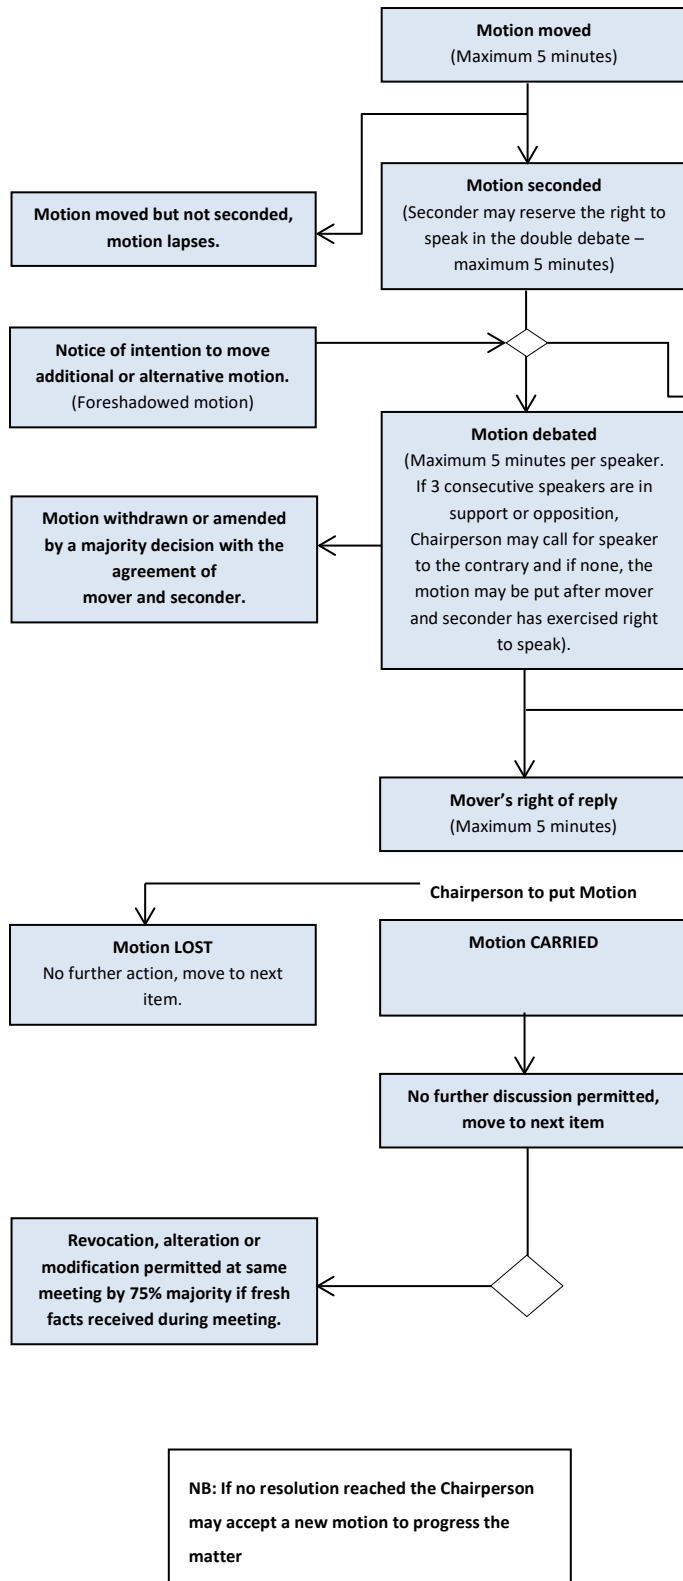 Motion moved
(Maximum 5 minutes)
Motion seconded
(Seconder may reserve the right to
speak in the double debate –
maximum 5 minutes)
Motion moved but not seconded,
motion lapses.
Notice of intention to move
additional or alternative motion.
(Foreshadowed motion)
Motion debated
(Maximum 5 minutes per speaker.
If 3 consecutive speakers are in
support or opposition,
Chairperson may call for speaker
to the contrary and if none, the
motion may be put after mover
and seconder has exercised right
to speak).
Motion withdrawn or amended
by a majority decision with the
agreement of
mover and seconder.
Mover’s right of reply
(Maximum 5 minutes)
Chairperson to put Motion
Motion LOST
No further action, move to next
item.
Motion CARRIED
No further discussion permitted,
move to next item
Revocation, alteration or
modification permitted at same
meeting by 75% majority if fresh
facts received during meeting.
NB: If no resolution reached the Chairperson
may accept a new motion to progress the
matter